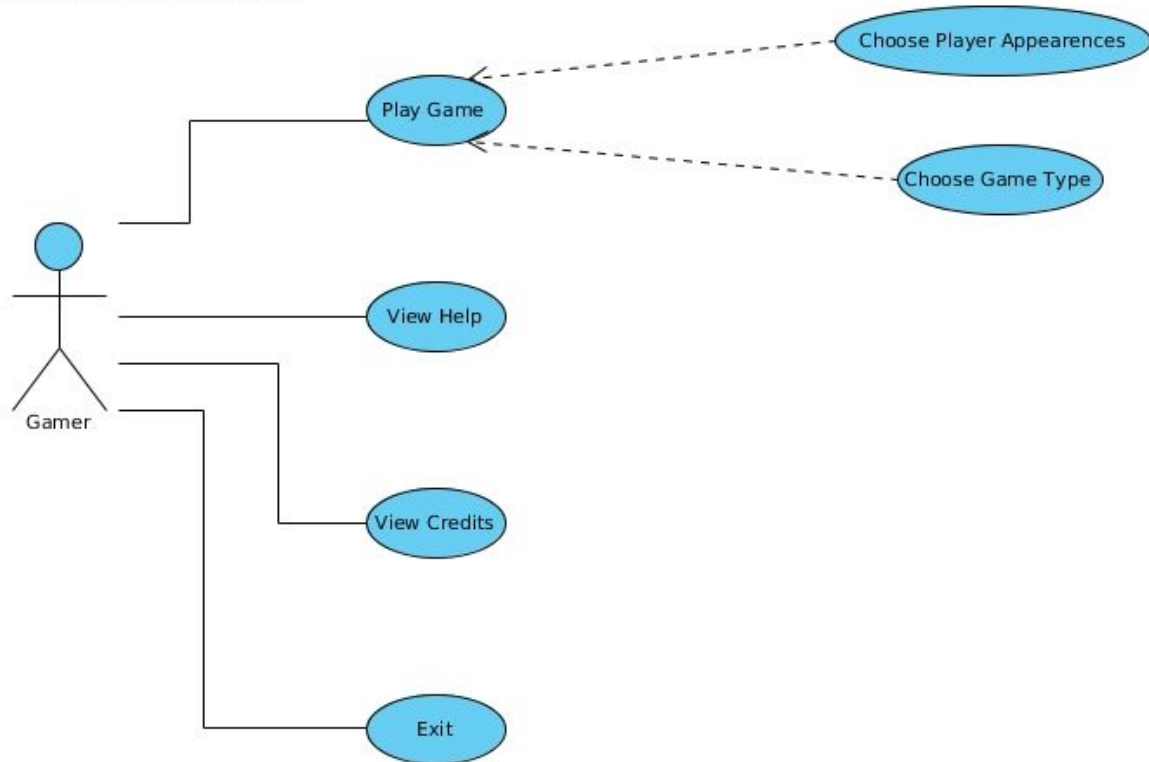 Choose Player Appearences
Play Game
Choose Game Type
View Help
Gamer
View Credits
Exit